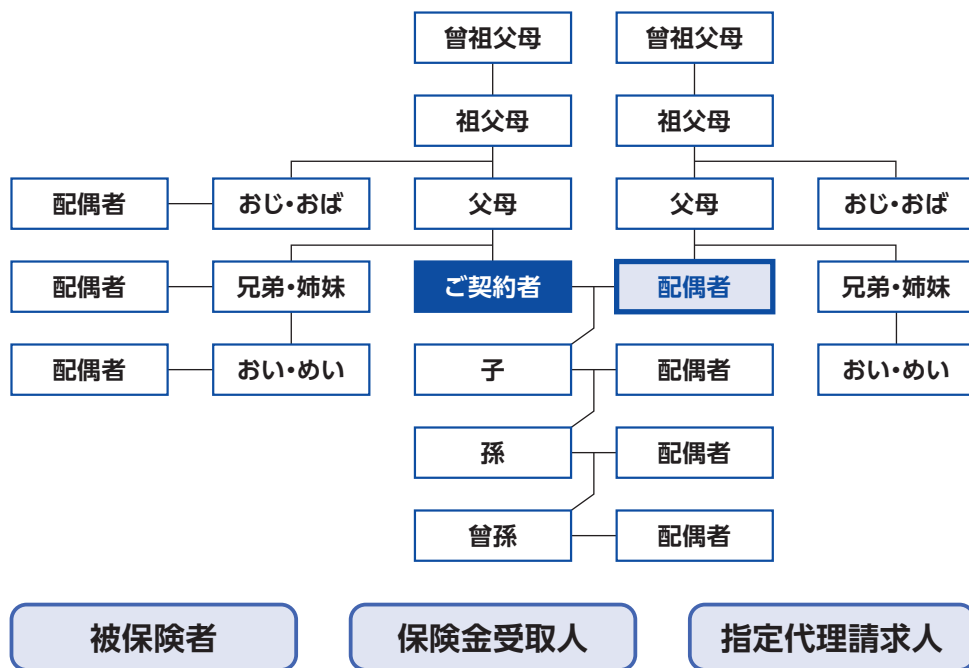 曾祖父母 曾祖父母
祖父母 祖父母
配偶者 おじ・おば 父母 父母 おじ・おば
配偶者 兄弟・姉妹 ご契約者 配偶者 兄弟・姉妹
配偶者 おい・めい 子 配偶者 おい・めい
孫 配偶者
曾孫 配偶者
被保険者 保険金受取人 指定代理請求人